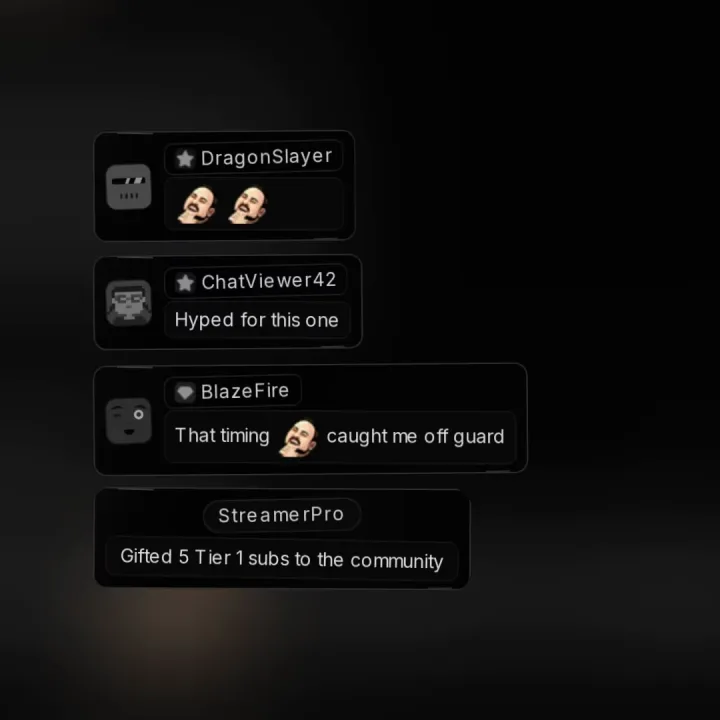 DragonSlayer
ChatViewer42
Hyped for this one
BlazeFire
That timing caught me off guard
StreamerPro
Gifted 5 Tier 1 subs to the community